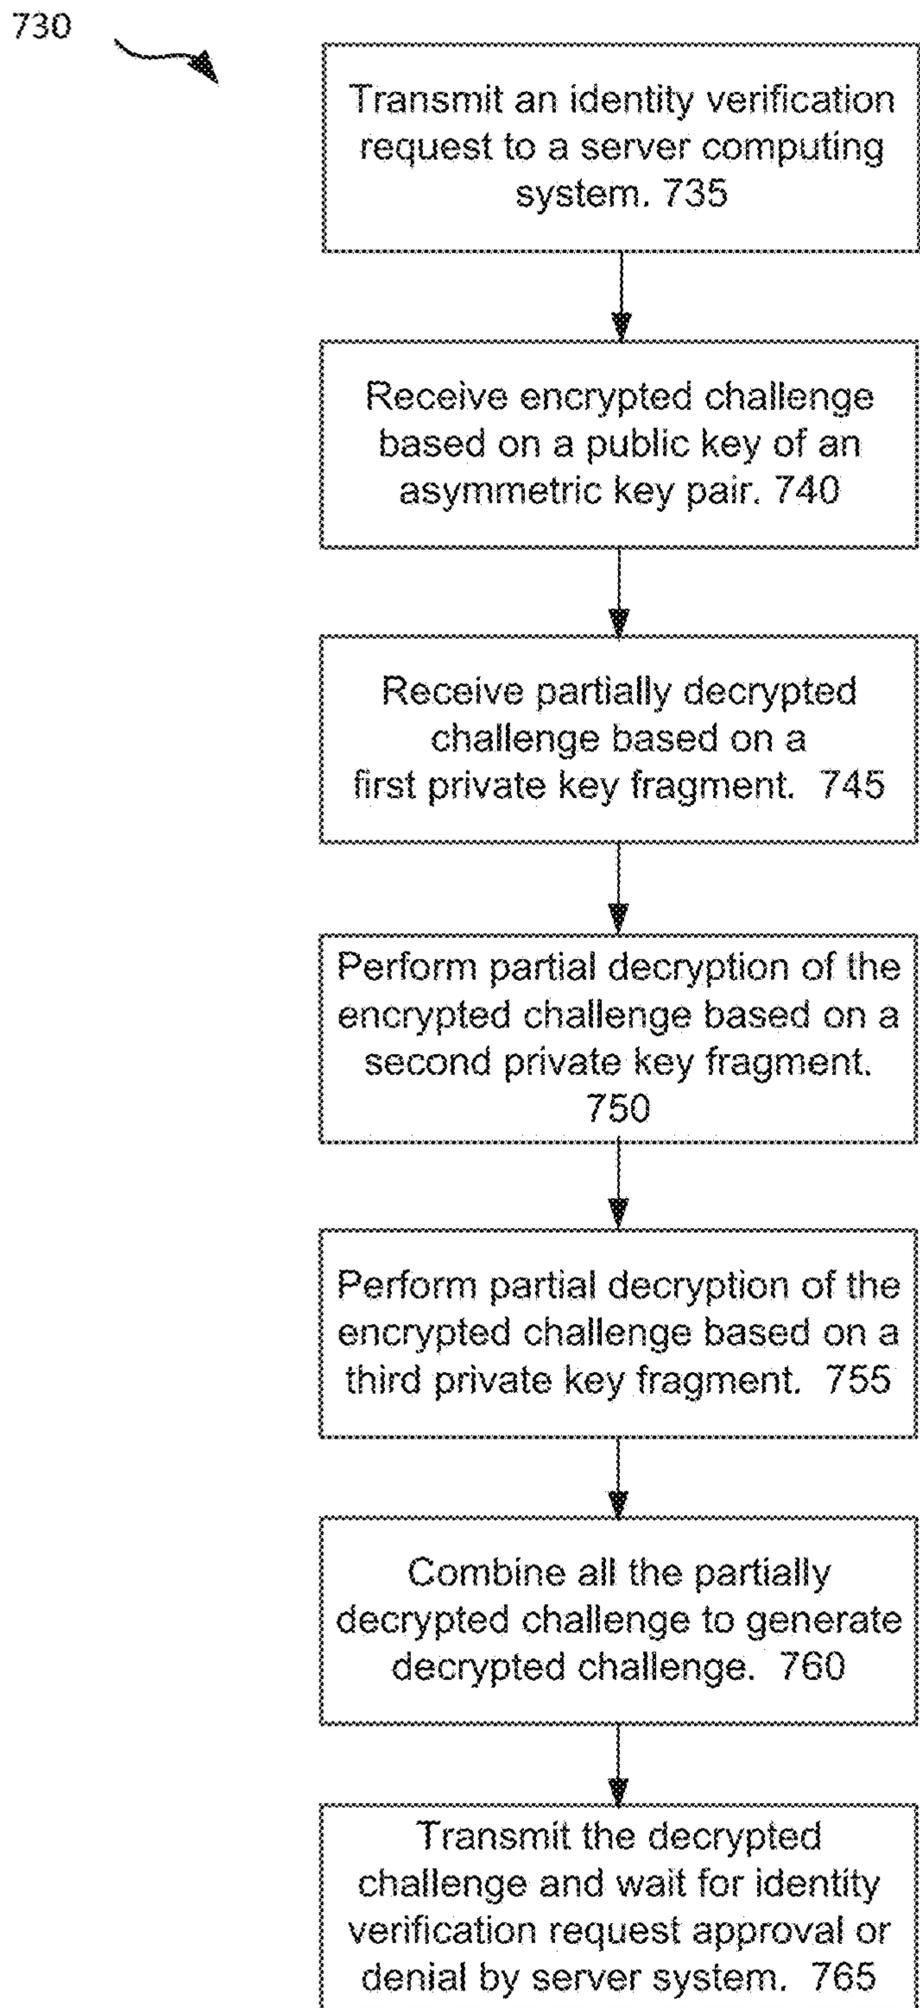 730
Transmit an identity verification
request to a server computing
system. 735
Receive encrypted challenge
based on a public key of an
asymmetric key pair. 740
Receive partially decrypted
challenge based on a
first private key fragment. 745
Perform partial decryption of the
encrypted challenge based on a
second private key fragment.
750
Perform partial decryption of the
encrypted challenge based on a
third private key fragment. 755
Combine all the partially
decrypted challenge to generate
decrypted challenge. 760
Transmit the decrypted
challenge and wait for identity
verification request approval or
denial by server system. 765